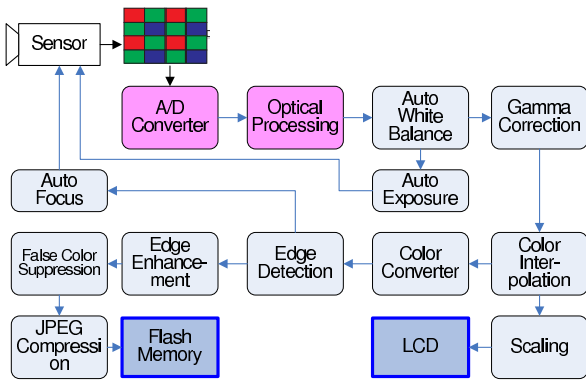 Sensor
A/D
Converter
Optical
Processing
Auto
White
Balance
Gamma
Correction
Auto
Focus
Auto
Exposure
False Color
Suppression
Edge
Enhance-
ment
Edge
Detection
Color
Converter
Color
Inter-
polation
JPEG
Compressi
on
Flash
Memory
LCD
Scaling